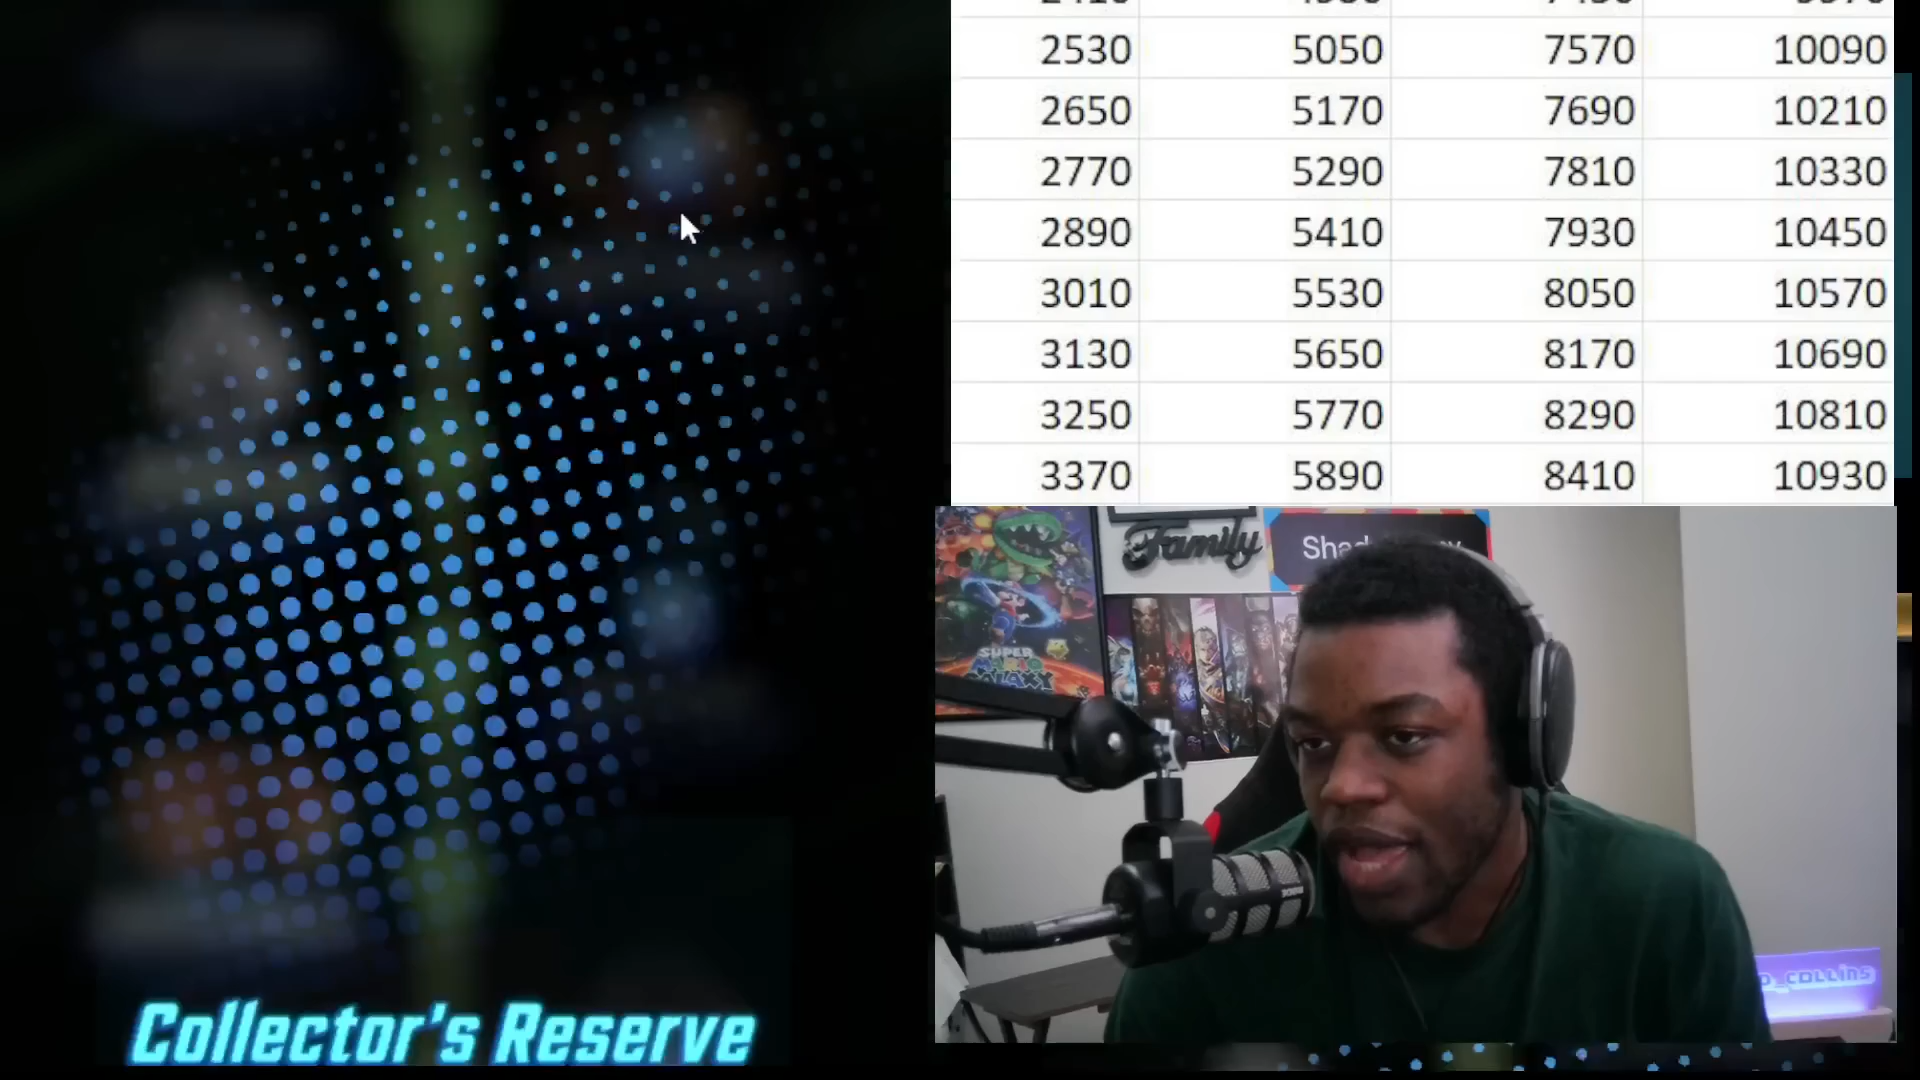 2530 5050 7570 10090
2650 5170 7690 10210
2770 5290 7810 10330
2890 5410 7930 10450
3010 5530 8050 10570
3130 5650 8170 10690
3250 5770 8290 10810
3370 5890 8410 10930
Family
SUPER
MARIO
GALAXY
Collector's Reserve